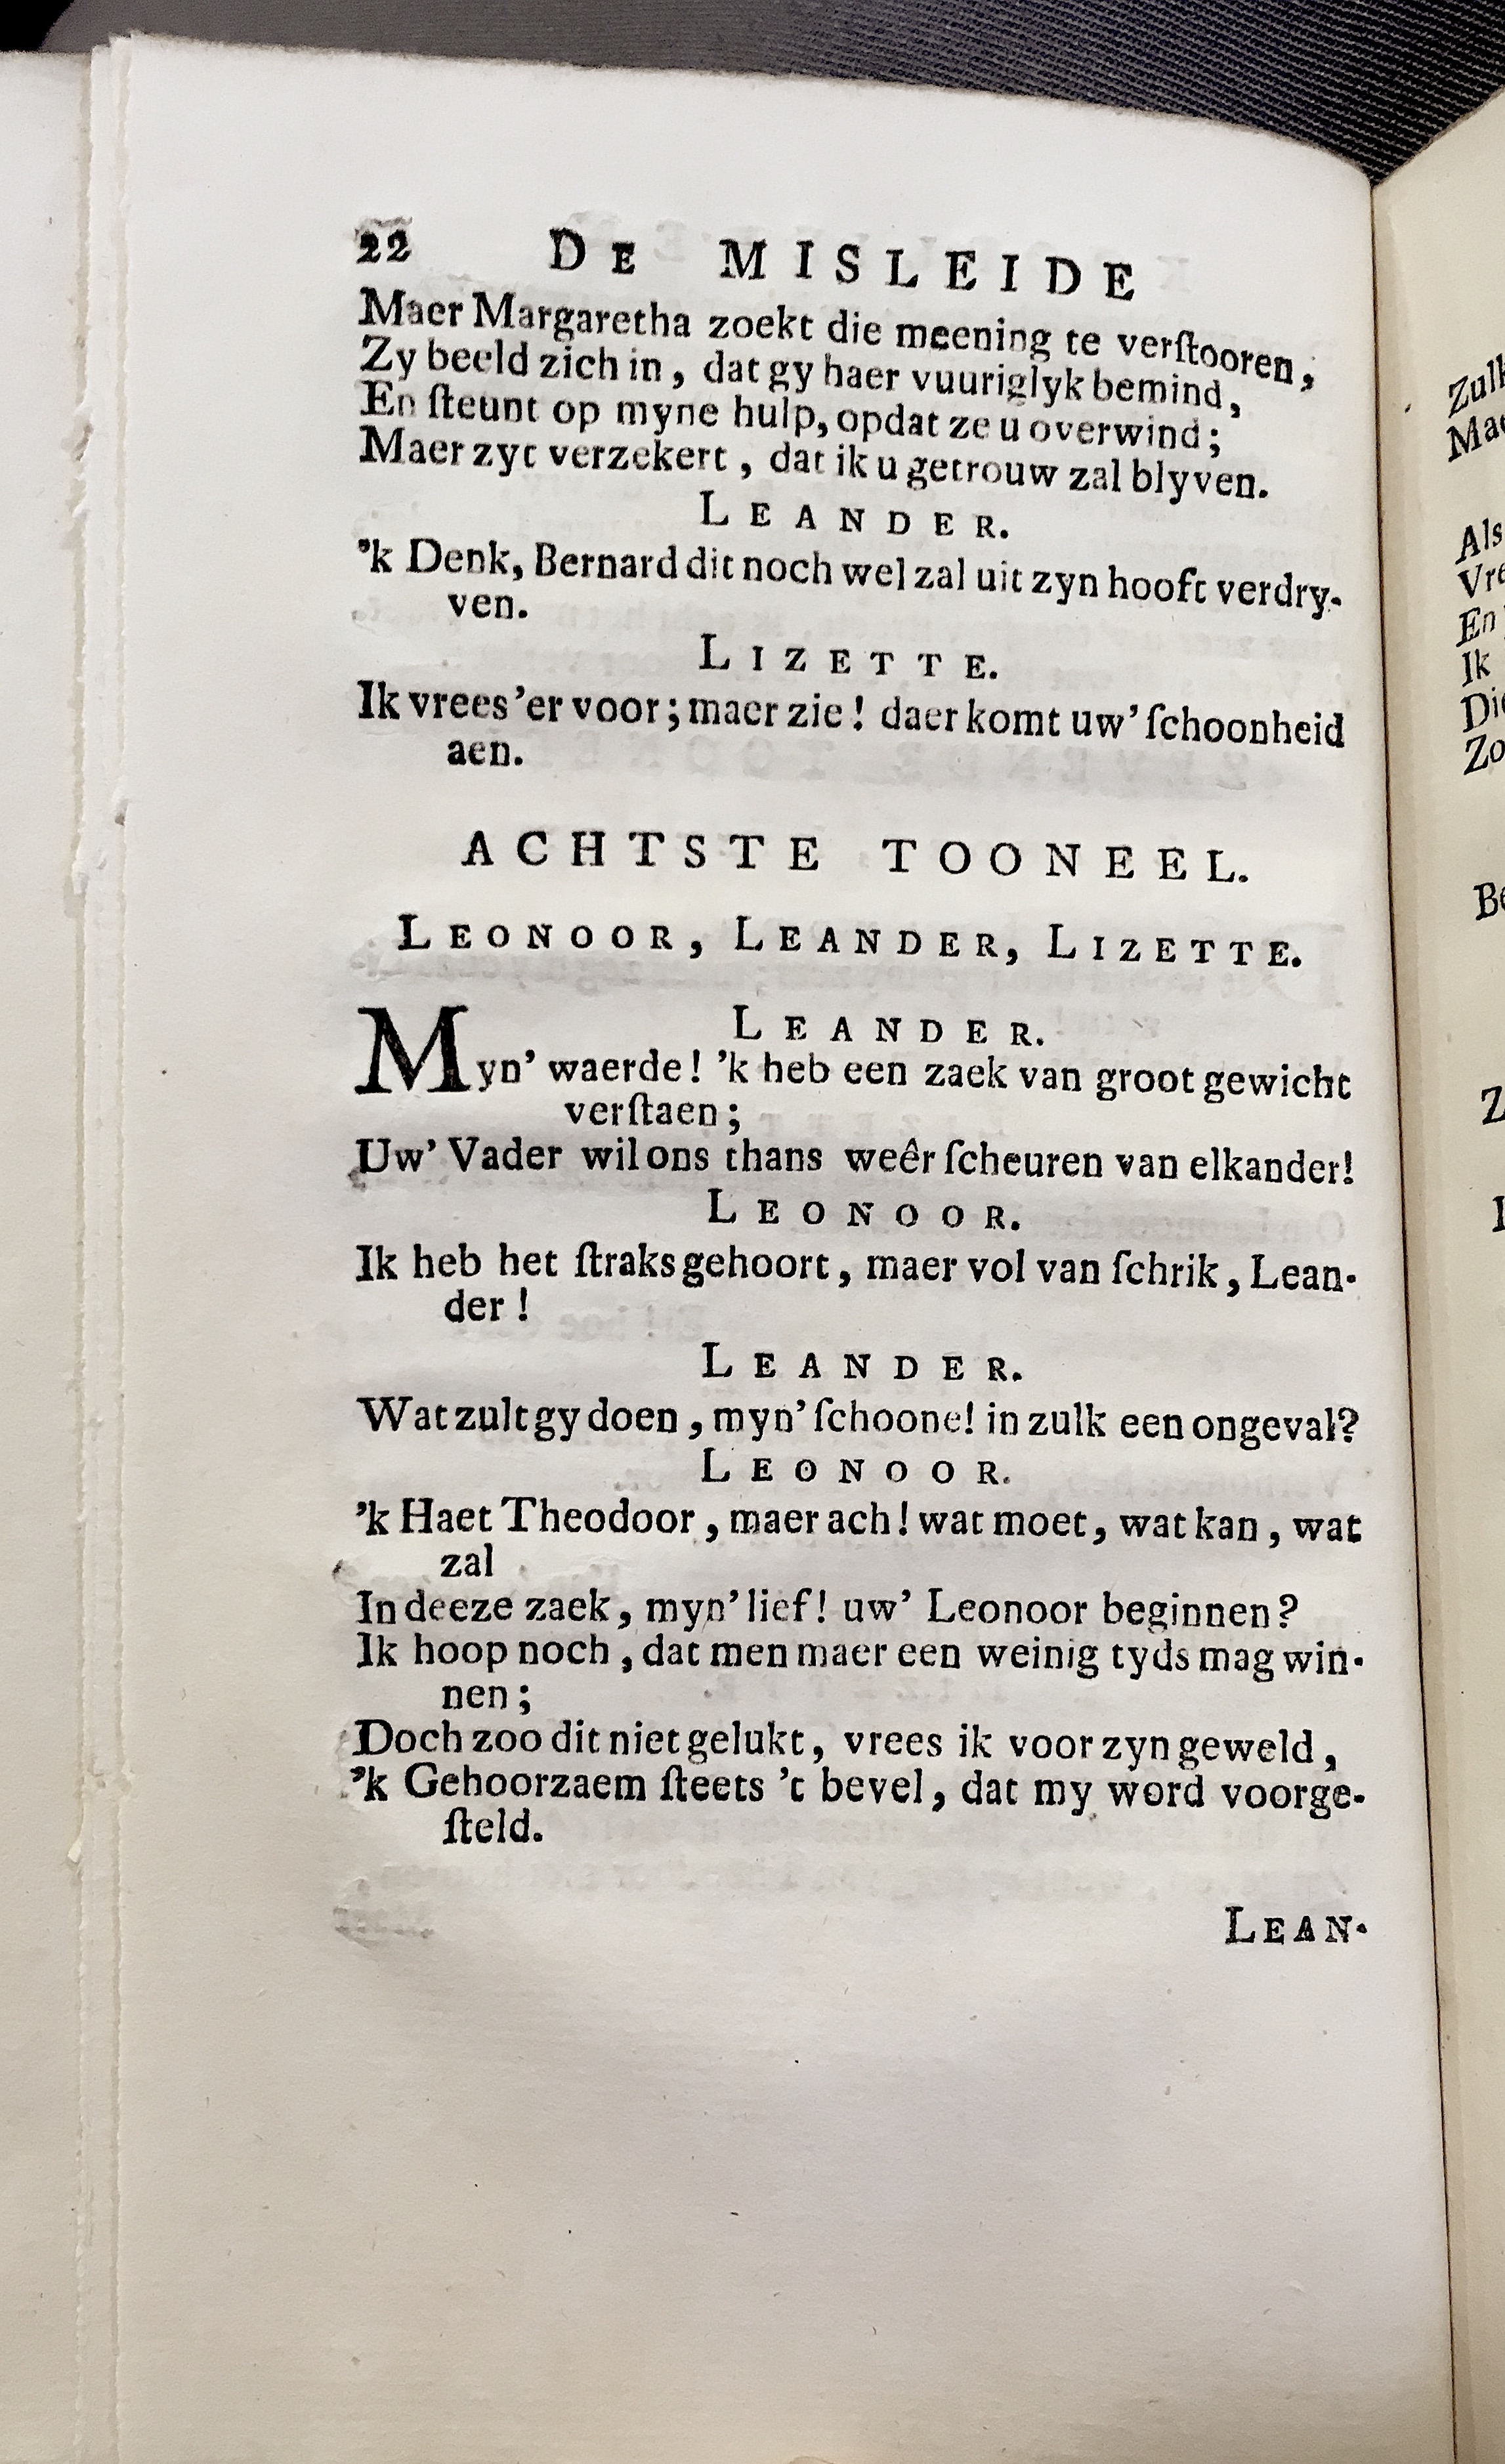 22 DE MISLEIDE
Maer Margaretha zoekt die meening te verſtooren,
Zy beeld zich in, dat gy haer vuuriglyk bemind,
En ſteunt op myne hulp, opdat ze u overwind;
Maer zyt verzekert, dat ik u getrouw zal blyven.
LEANDER.
'k Denk, Bernard dit noch wel zal uit zyn hooft verdry-
ven.
LIZETTE.
Ik vrees 'er voor; maer zie! daer komt uw' ſchoonheid
aen.
ACHTSTE TOONEEL.
LEONOOR, LEANDER, LIZETTE.
LEANDER.
Myn' waerde! 'k heb een zaek van groot gewicht
verſtaen;
Uw' Vader wil ons thans weêr ſcheuren van elkander!
LEONOOR.
Ik heb het ſtraks gehoort, maer vol van ſchrik, Lean-
der!
LEANDER.
Wat zult gy doen, myn' ſchoone! in zulk een ongeval?
LEONOOR.
'k Haet Theodoor, maer ach! wat moet, wat kan, wat
zal
In deeze zaek, myn' lief! uw' Leonoor beginnen?
Ik hoop noch, dat men maer een weinig tyds mag win-
nen;
Doch zoo dit niet gelukt, vrees ik voor zyn geweld,
'k Gehoorzaem ſteets 't bevel, dat my word voorge-
ſteld.
LEAN-
Als
En
Ik